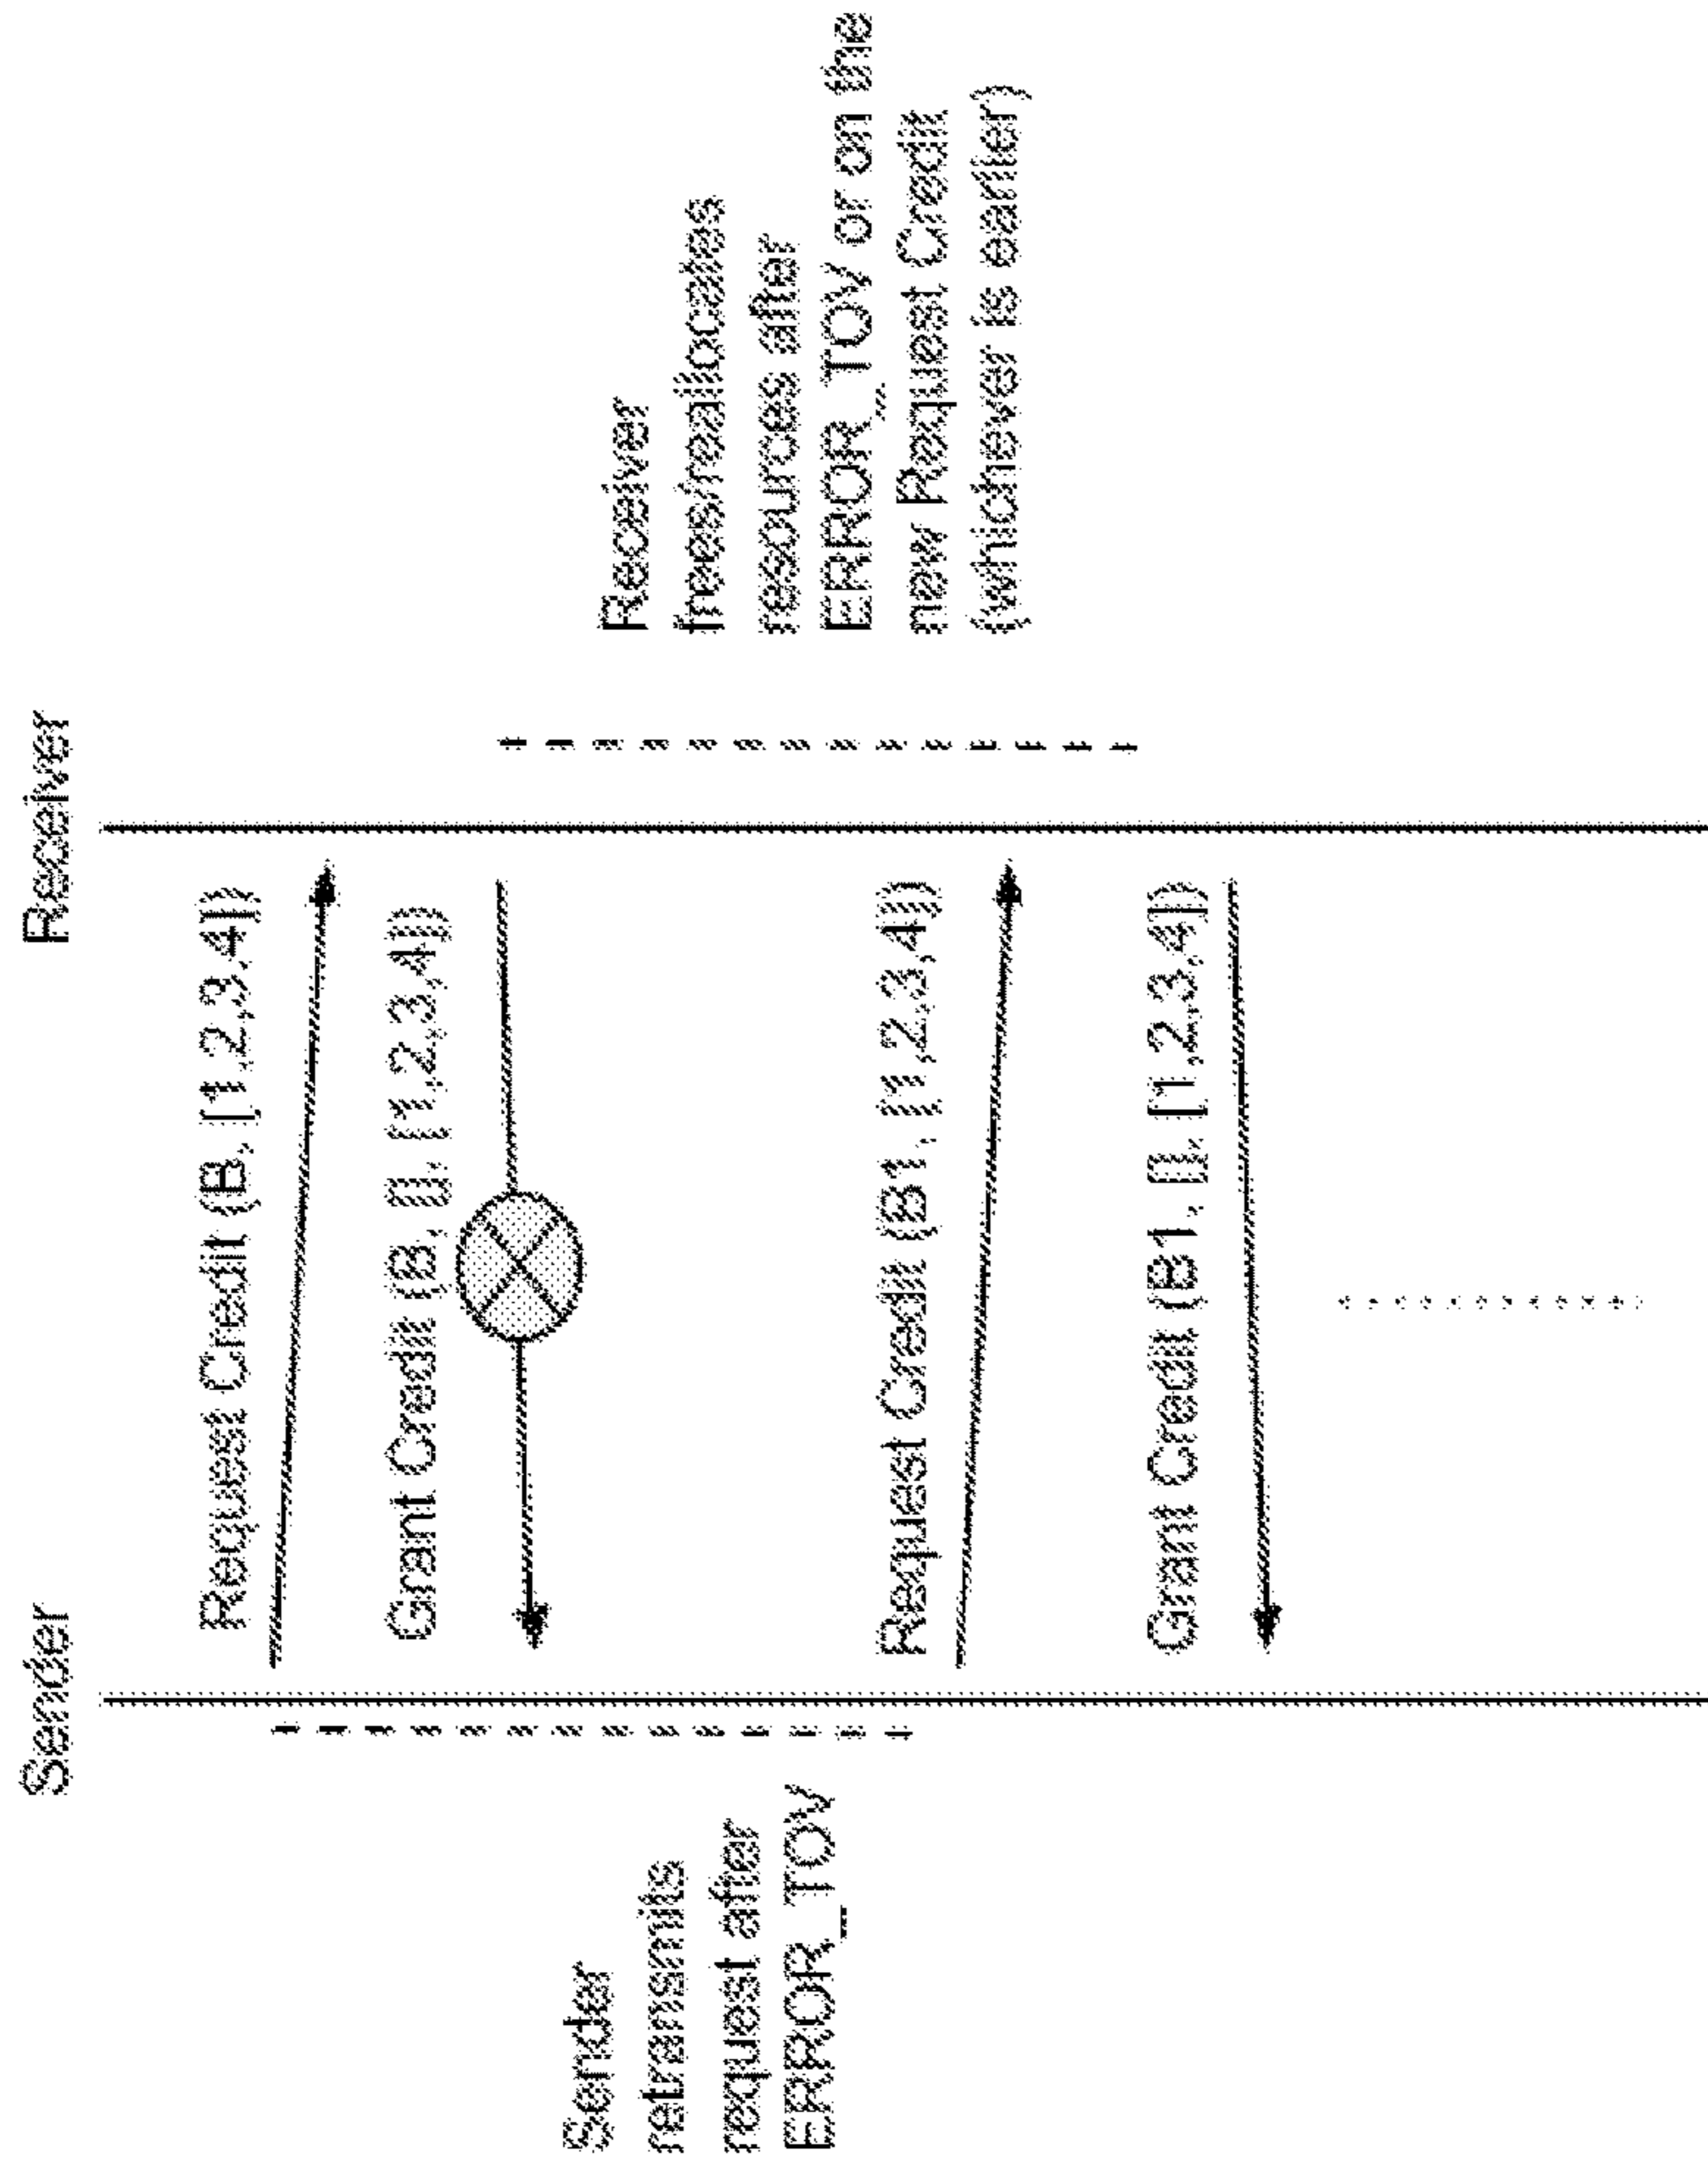 Sender
Receiver
Request Credit (B, [1,2,3,4])
Grant Credit (B, [], [1,2,3,4])
Sender
retransmits
request after
ERROR_TOV
Receiver
frees/reallocates
resources after
ERROR_TOV or on the
new Request Credit
(whichever is earlier)
Request Credit (B1, [1,2,3,4])
Grant Credit (B1, [], [1,2,3,4])